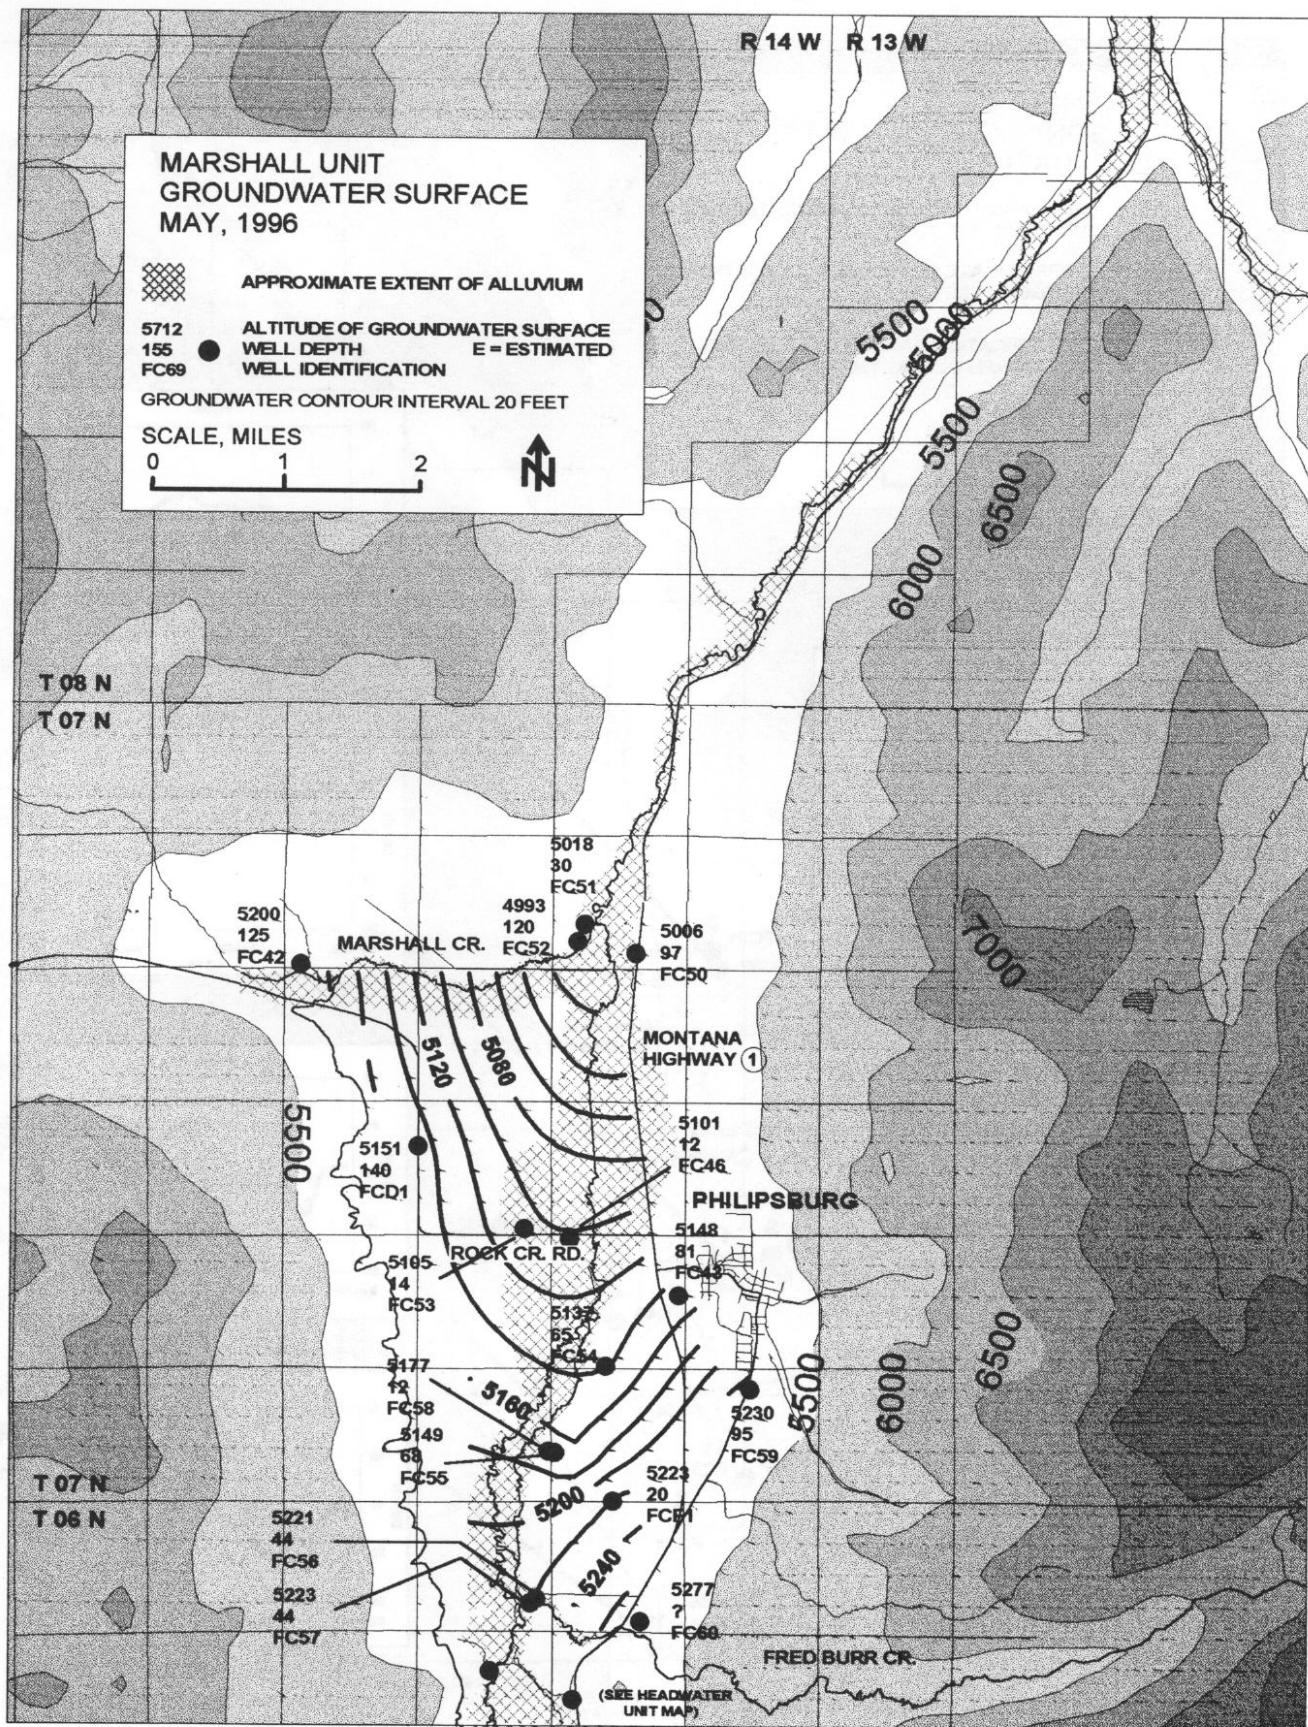 R 14 W R 13 W
MARSHALL UNIT
GROUNDWATER SURFACE
MAY, 1996
APPROXIMATE EXTENT OF ALLUVIUM
5712 ALTITUDE OF GROUNDWATER SURFACE
155 WELL DEPTH E = ESTIMATED
FC69 WELL IDENTIFICATION
GROUNDWATER CONTOUR INTERVAL 20 FEET
SCALE, MILES
0 1 2
N
5500
5000
5500
6500
6000
T 08 N
T 07 N
5018
30
FC51
4993
120
FC52
5200
125
FC42
MARSHALL CR.
5006
97
FC50
7000
MONTANA
HIGHWAY 1
5120
5080
5500
5101
12
FC46
5151
140
FCD1
PHILIPSBURG
5148
81
FC43
ROCK CR. RD.
5105
14
FC53
5137
65
FC54
6500
5500
6000
5177
12
FC58
5160
5149
68
FC55
5230
95
FC59
T 07 N
T 06 N
5223
20
5200
5221
44
FC56
5240
5223
44
FC57
5277
?
FC60
FRED BURR CR.
(SEE HEADWATER
UNIT MAP)